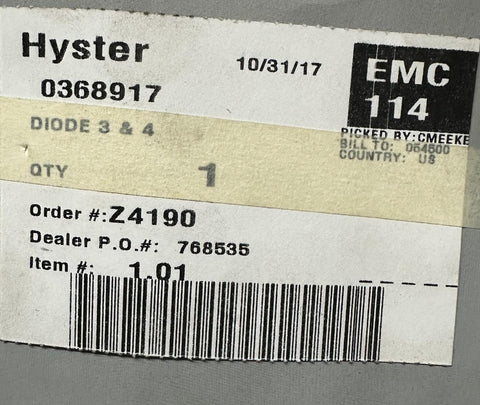 Hyster
10/31/17
EMC
114
0368917
DIODE 3 & 4
PICKED BY:CMEEKE
BILL TO: 054500
COUNTRY: US
QTY 1
Order #:Z4190
Dealer P.O.#: 768535
Item #: 1.01